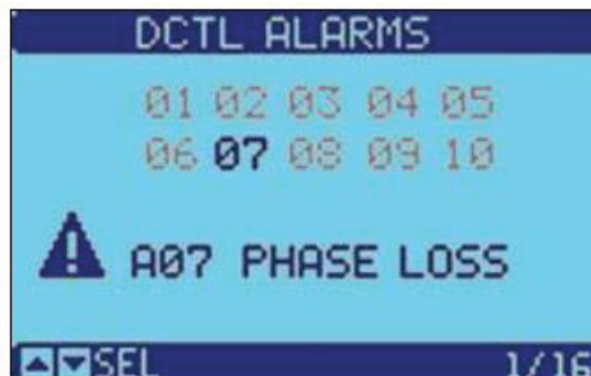 DCTL ALARMS
01 02 03 04 05
06 07 08 09 10
A07 PHASE LOSS
SEL 1/16